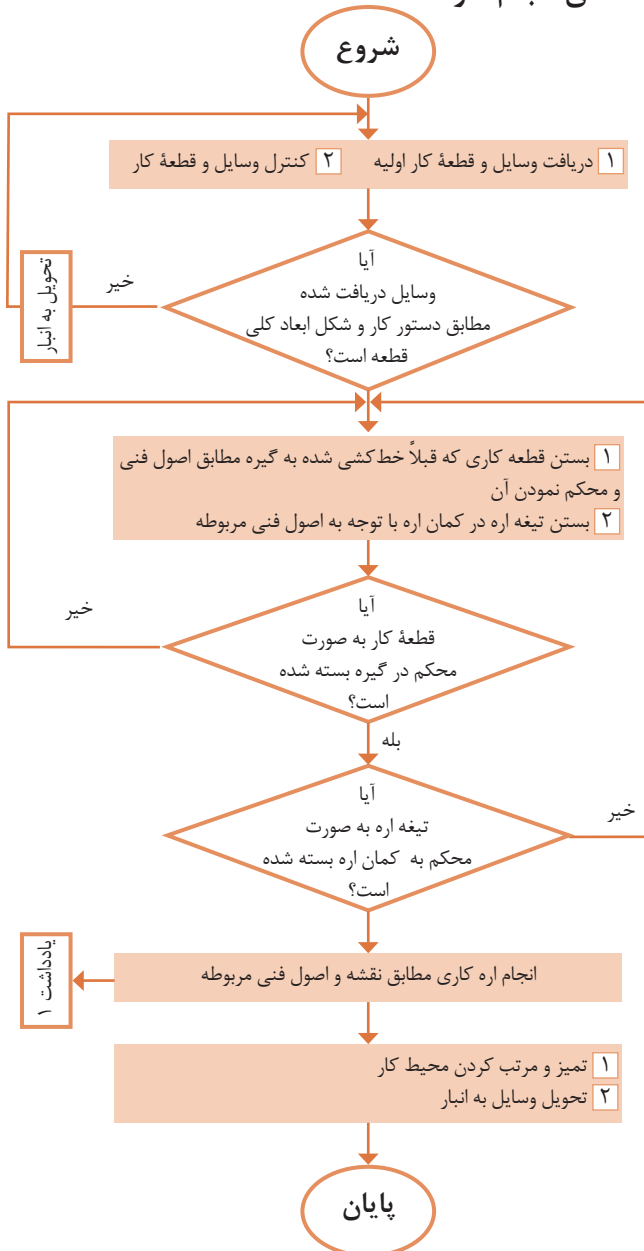 شروع
۱ دریافت وسایل و قطعهٔ کار اولیه ۲ کنترل وسایل و قطعهٔ کار
آیا
وسایل دریافت شده
مطابق دستور کار و شکل ابعاد کلی
قطعه است؟
خیر
تحویل به انبار
۱ بستن قطعه کاری که قبلاً خط‌کشی شده به گیره مطابق اصول فنی
و محکم نمودن آن
۲ بستن تیغه اره در کمان اره با توجه به اصول فنی مربوطه
آیا
قطعهٔ کار به صورت
محکم در گیره بسته شده
است؟
خیر
بله
آیا
تیغه اره به صورت
محکم به کمان اره بسته شده
است؟
خیر
انجام اره کاری مطابق نقشه و اصول فنی مربوطه
یادداشت ۱
۱ تمیز و مرتب کردن محیط کار
۲ تحویل وسایل به انبار
پایان